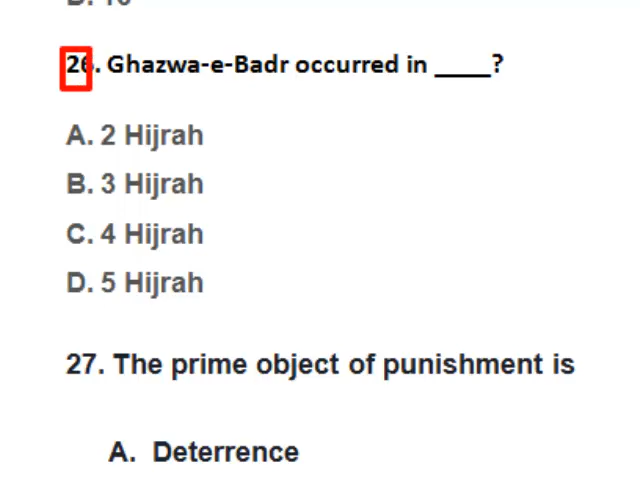 26. Ghazwa-e-Badr occurred in ____?
A. 2 Hijrah
B. 3 Hijrah
C. 4 Hijrah
D. 5 Hijrah
27. The prime object of punishment is
A. Deterrence